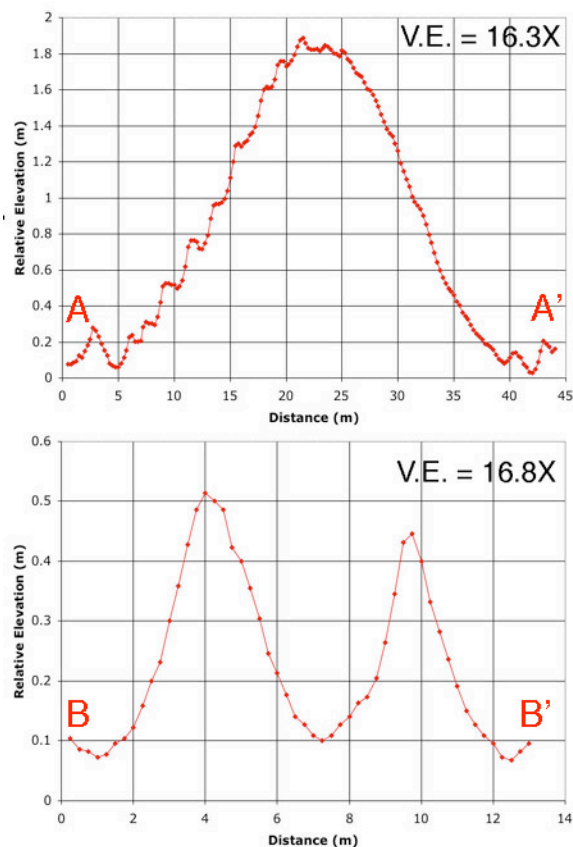 V.E. = 16.3X
2
1.8
1.6
1.4
1.2
1
0.8
0.6
0.4
0.2
0
Relative Elevation (m)
A
A’
0 5 10 15 20 25 30 35 40 45
Distance (m)
V.E. = 16.8X
0.6
0.5
0.4
0.3
0.2
0.1
0
Relative Elevation (m)
B
B’
0 2 4 6 8 10 12 14
Distance (m)